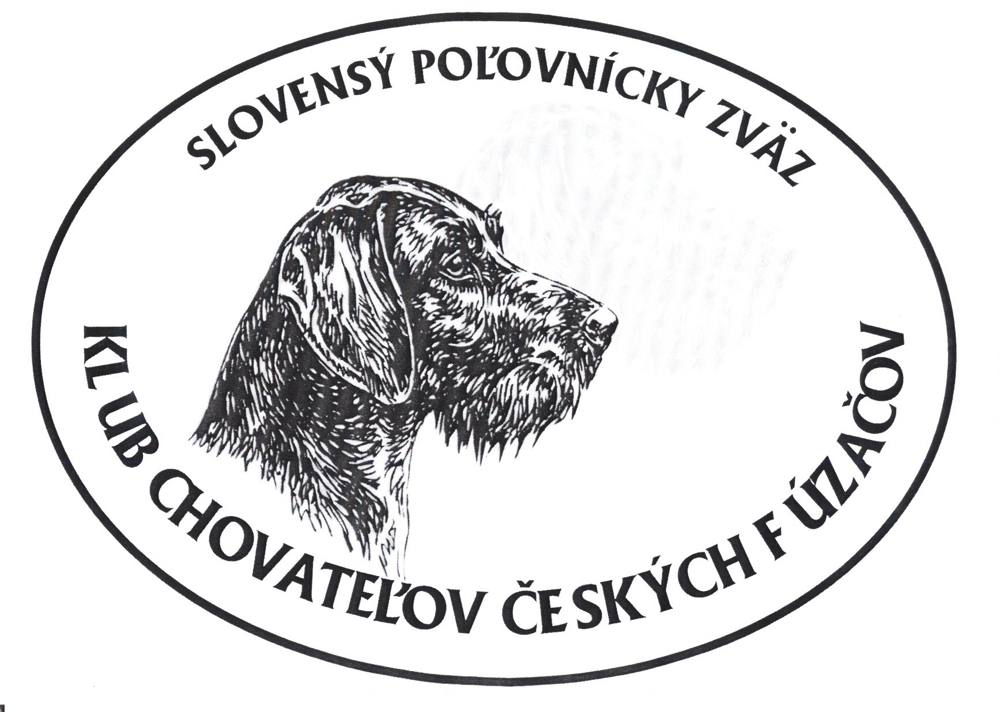 SLOVENSÝ POĽOVNÍCKY ZVÄZ
KLUB CHOVATEĽOV ČESKÝCH FÚZAČOV